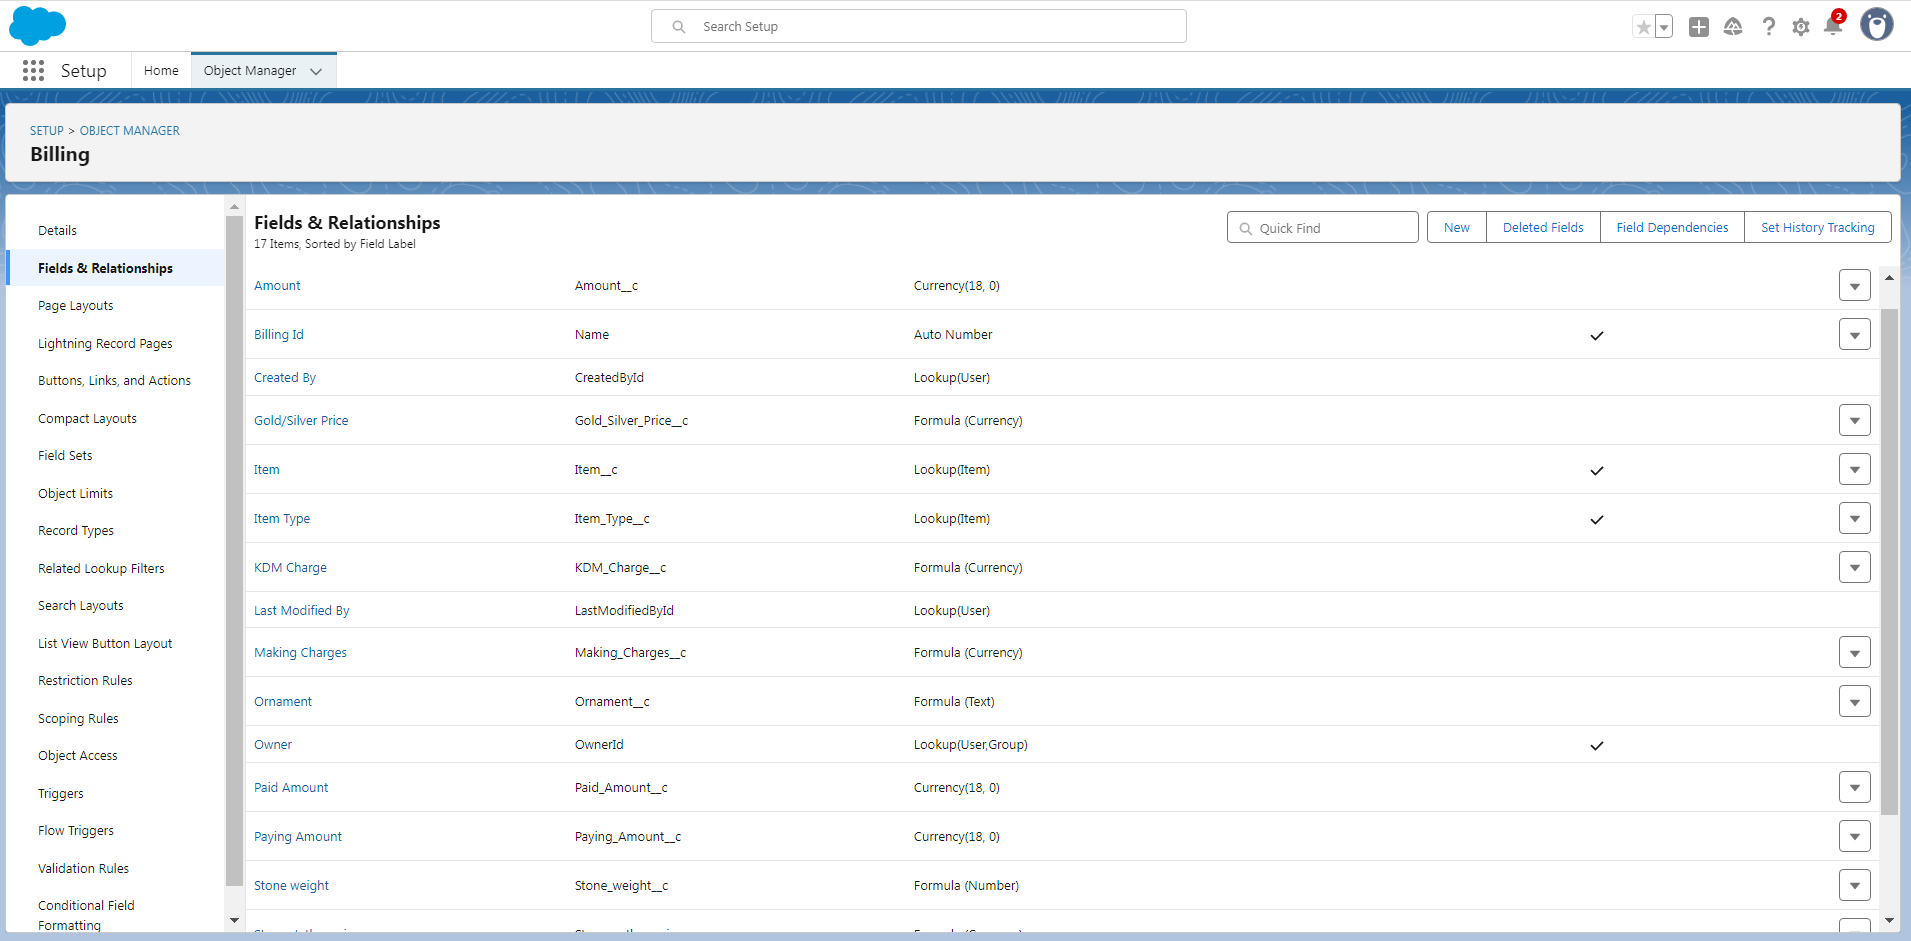 Search Setup
2
Setup
Home
Object Manager
SETUP > OBJECT MANAGER
Billing
Details
Fields & Relationships
Page Layouts
Lightning Record Pages
Buttons, Links, and Actions
Compact Layouts
Field Sets
Object Limits
Record Types
Related Lookup Filters
Search Layouts
List View Button Layout
Restriction Rules
Scoping Rules
Object Access
Triggers
Flow Triggers
Validation Rules
Conditional Field
Formatting
Fields & Relationships
17 Items, Sorted by Field Label
Quick Find
New
Deleted Fields
Field Dependencies
Set History Tracking
Amount Amount__c Currency(18, 0)
Billing Id Name Auto Number
Created By CreatedById Lookup(User)
Gold/Silver Price Gold_Silver_Price__c Formula (Currency)
Item Item__c Lookup(Item)
Item Type Item_Type__c Lookup(Item)
KDM Charge KDM_Charge__c Formula (Currency)
Last Modified By LastModifiedById Lookup(User)
Making Charges Making_Charges__c Formula (Currency)
Ornament Ornament__c Formula (Text)
Owner OwnerId Lookup(User,Group)
Paid Amount Paid_Amount__c Currency(18, 0)
Paying Amount Paying_Amount__c Currency(18, 0)
Stone weight Stone_weight__c Formula (Number)